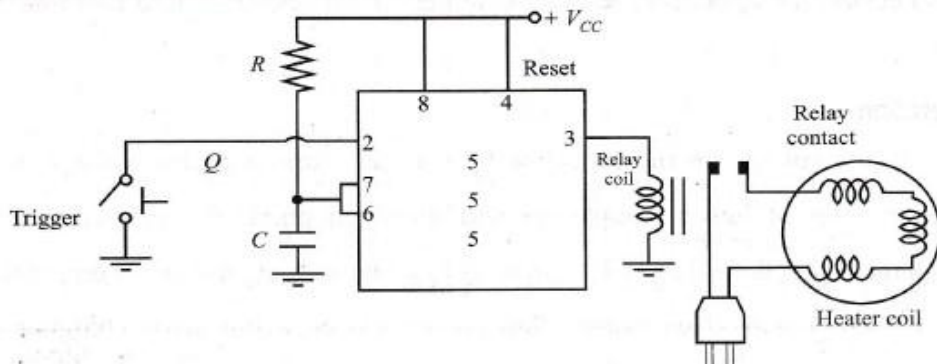 + V_CC
R
Reset
8 4
Relay
contact
2 3
Q
Relay
coil
5
7
5
Trigger
6
C
5
Heater coil